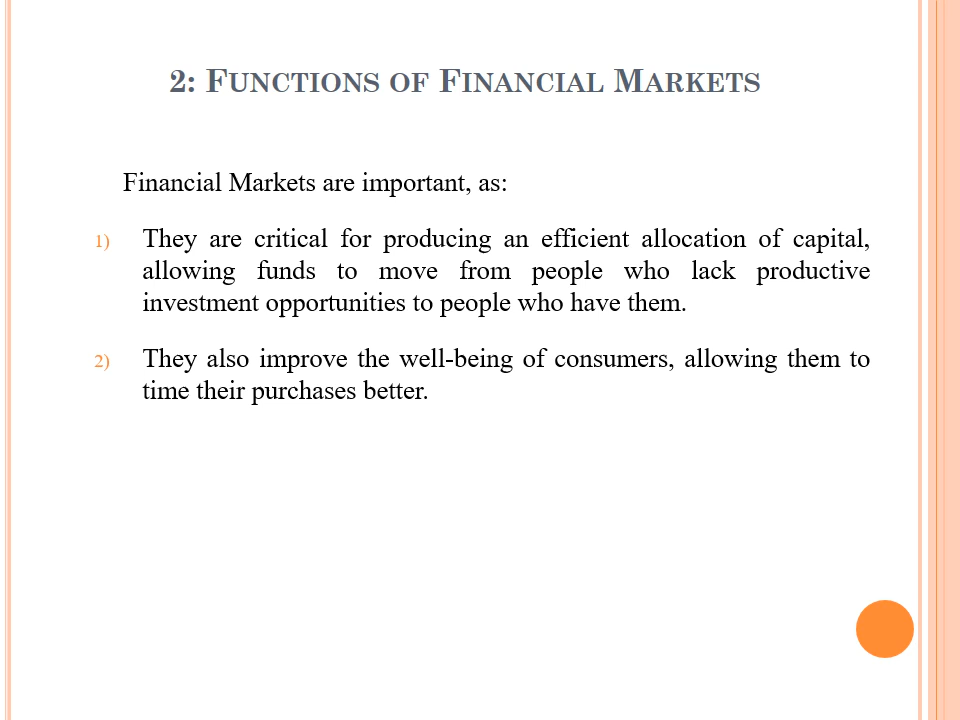 2: Functions of Financial Markets
Financial Markets are important, as:
1) They are critical for producing an efficient allocation of capital,
allowing funds to move from people who lack productive
investment opportunities to people who have them.
2) They also improve the well-being of consumers, allowing them to
time their purchases better.